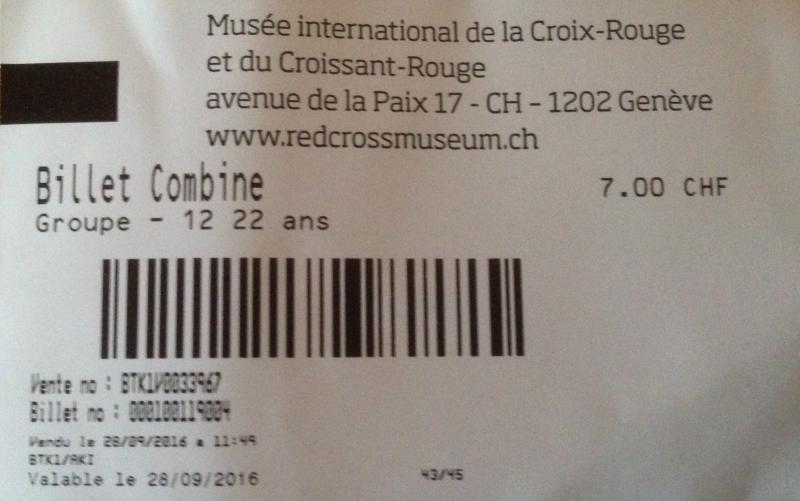 Musée international de la Croix-Rouge
et du Croissant-Rouge
avenue de la Paix 17 - CH – 1202 Genève
www.redcrossmuseum.ch
Billet Combine
7.00 CHF
Groupe - 12 22 ans
Vente no : BTK1V0033967
Billet no : 000100119004
Vendu le 28/09/2016 a 11:49
BTK1/AKI
Valable le 28/09/2016
43/45